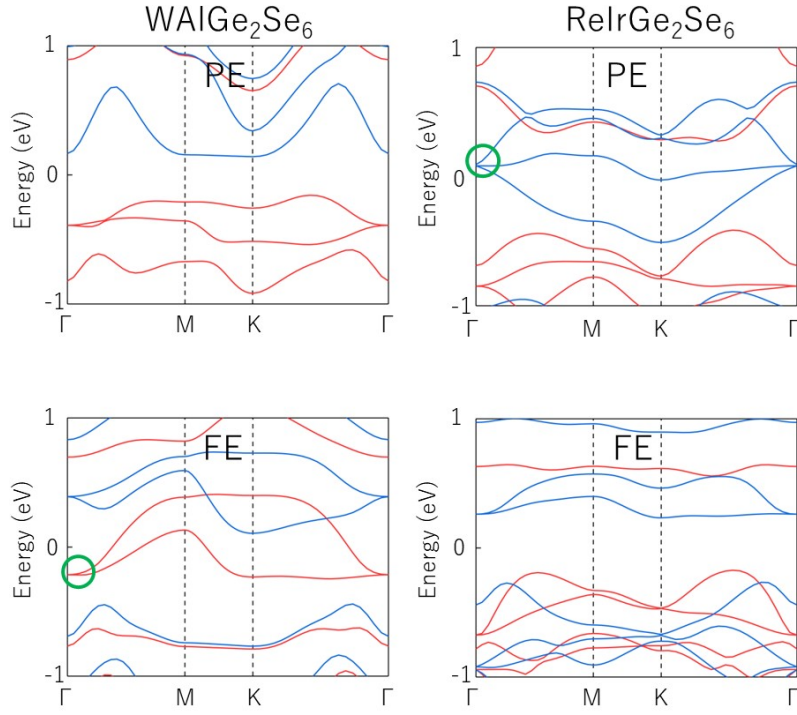 WAlGe₂Se₆
ReIrGe₂Se₆
PE
PE
Energy (eV)
1
0
-1
Γ
M
K
Γ
Energy (eV)
1
0
-1
Γ
M
K
Γ
FE
FE
Energy (eV)
1
0
-1
Γ
M
K
Γ
Energy (eV)
1
0
-1
Γ
M
K
Γ